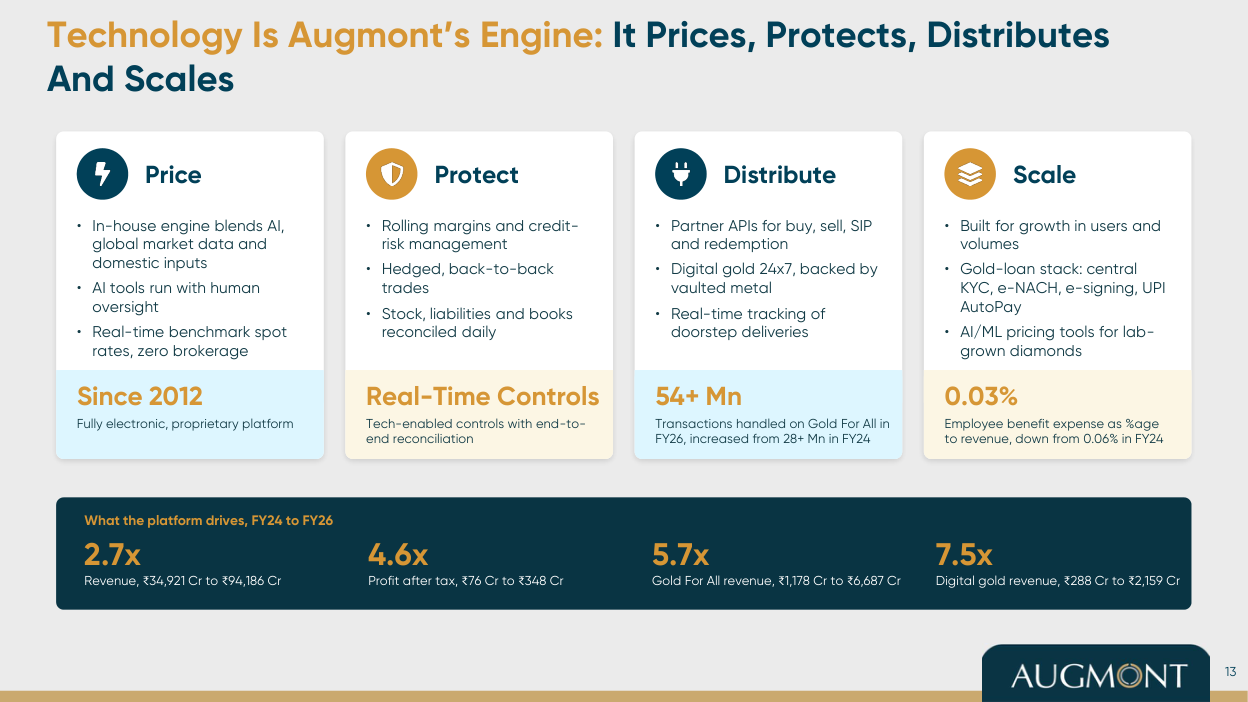 Technology Is Augmont’s Engine: It Prices, Protects, Distributes
And Scales
Price
• In-house engine blends AI,
global market data and
domestic inputs
• AI tools run with human
oversight
• Real-time benchmark spot
rates, zero brokerage
Since 2012
Fully electronic, proprietary platform
Protect
• Rolling margins and credit-
risk management
• Hedged, back-to-back
trades
• Stock, liabilities and books
reconciled daily
Real-Time Controls
Tech-enabled controls with end-to-
end reconciliation
Distribute
• Partner APIs for buy, sell, SIP
and redemption
• Digital gold 24x7, backed by
vaulted metal
• Real-time tracking of
doorstep deliveries
54+ Mn
Transactions handled on Gold For All in
FY26, increased from 28+ Mn in FY24
Scale
• Built for growth in users and
volumes
• Gold-loan stack: central
KYC, e-NACH, e-signing, UPI
AutoPay
• AI/ML pricing tools for lab-
grown diamonds
0.03%
Employee benefit expense as %age
to revenue, down from 0.06% in FY24
What the platform drives, FY24 to FY26
2.7x
Revenue, ₹34,921 Cr to ₹94,186 Cr
4.6x
Profit after tax, ₹76 Cr to ₹348 Cr
5.7x
Gold For All revenue, ₹1,178 Cr to ₹6,687 Cr
7.5x
Digital gold revenue, ₹288 Cr to ₹2,159 Cr
AUGMONT
13